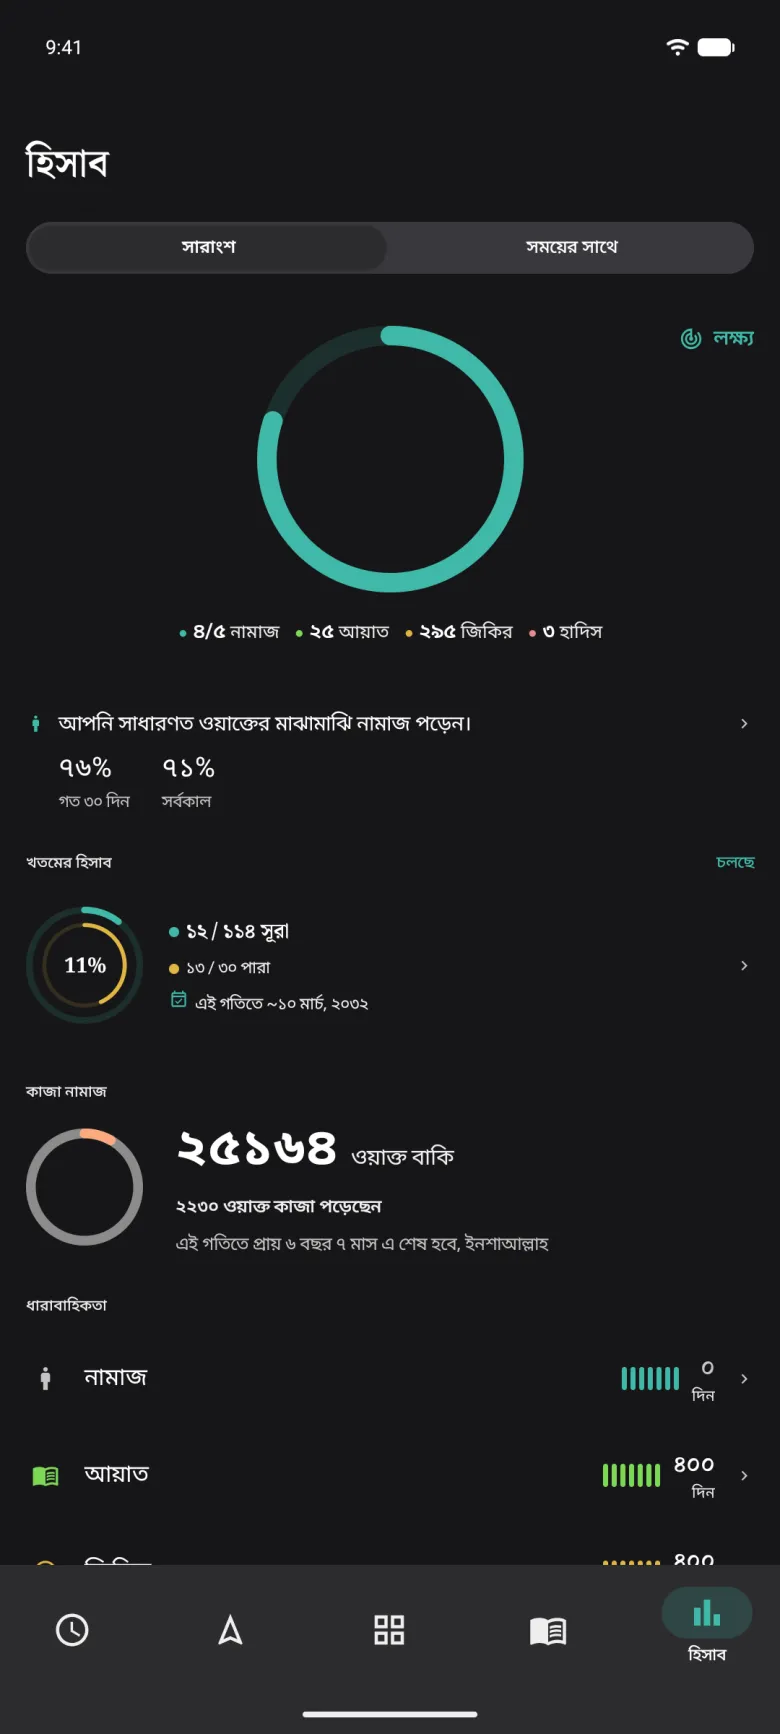 9:41
হিসাব
সারাংশ
সময়ের সাথে
লক্ষ্য
৪/৫ নামাজ ২৫ আয়াত ২৯৫ জিকির ৩ হাদিস
আপনি সাধারণত ওয়াক্তের মাঝামাঝি নামাজ পড়েন।
৭৬% ৭১%
গত ৩০ দিন সর্বকাল
খতমের হিসাব
চলছে
11%
১২ / ১১৪ সূরা
১৩ / ৩০ পারা
এই গতিতে ~১০ মার্চ, ২০৩২
কাজা নামাজ
২৫১৬৪ ওয়াক্ত বাকি
২২৩০ ওয়াক্ত কাজা পড়েছেন
এই গতিতে প্রায় ৬ বছর ৭ মাস এ শেষ হবে, ইনশাআল্লাহ
ধারাবাহিকতা
নামাজ
০
দিন
আয়াত
৪০০
দিন
৪০০
হিসাব